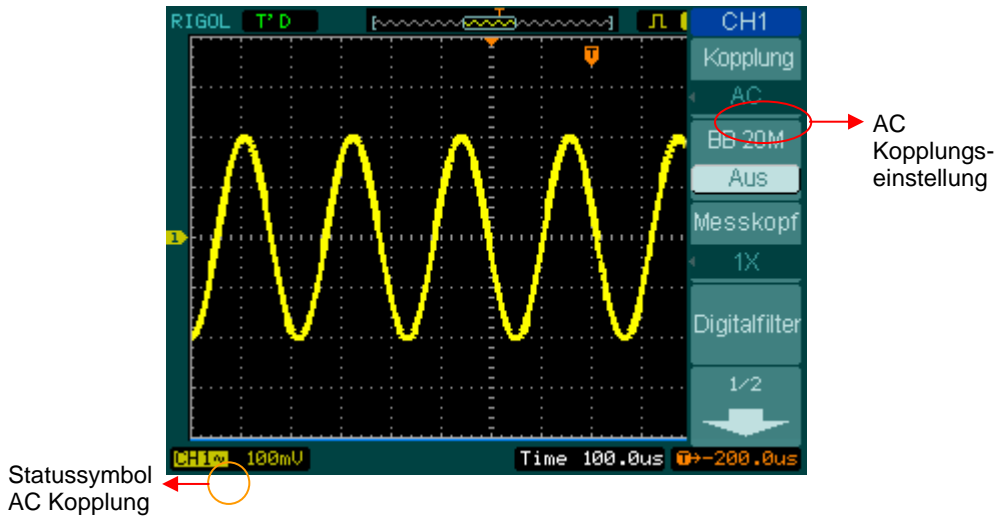 RIGOL T'D T CH1
Kopplung
T
AC
AC
Kopplungs-
einstellung
BB 20M
Aus
Messkopf
1
1X
Digitalfilter
1/2
CH1~ 100mV Time 100.0us T→-200.0us
Statussymbol
AC Kopplung